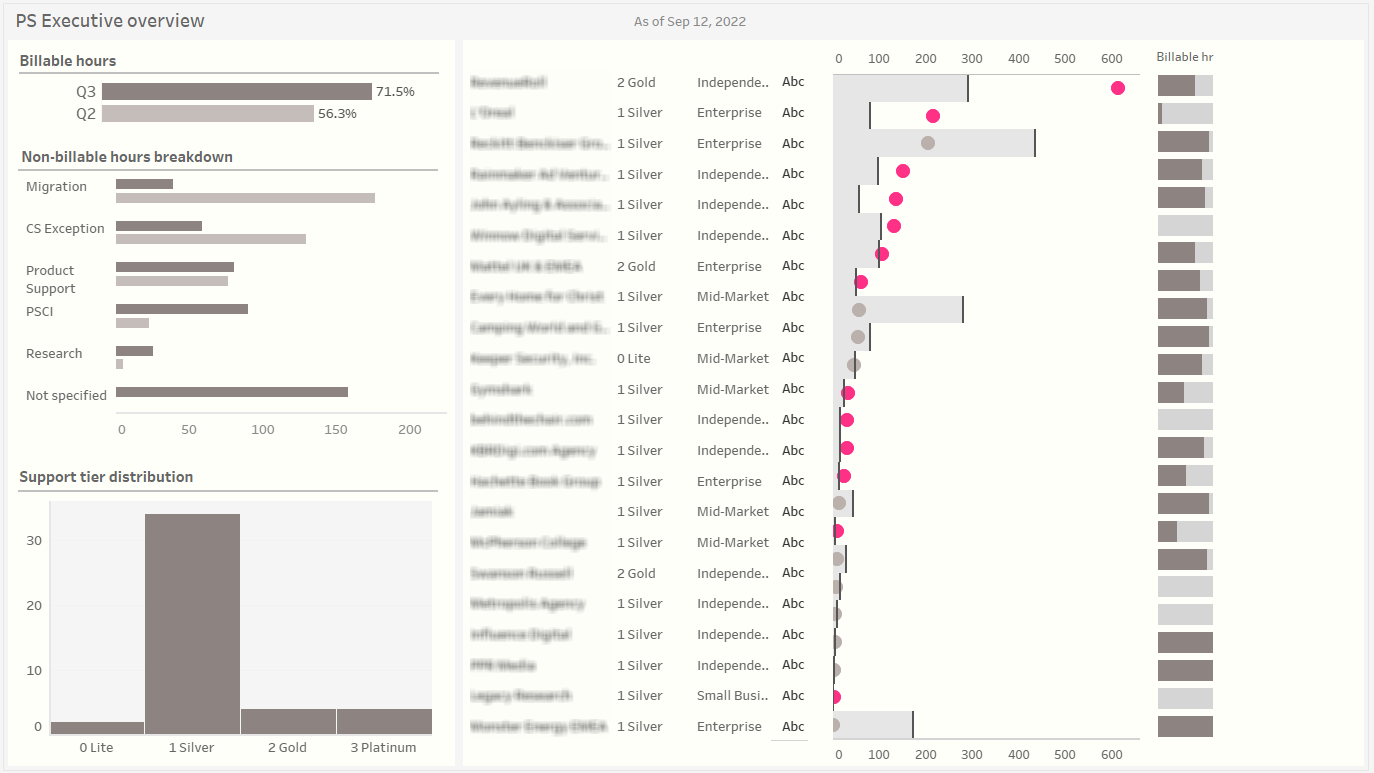 PS Executive overview
As of Sep 12, 2022
Billable hours
Q3 71.5%
Q2 56.3%
Non-billable hours breakdown
Migration
CS Exception
Product
Support
PSCI
Research
Not specified
0 50 100 150 200
Support tier distribution
30
20
10
0
0 Lite 1 Silver 2 Gold 3 Platinum
0 100 200 300 400 500 600 Billable hr
2 Gold Independe.. Abc
1 Silver Enterprise Abc
1 Silver Enterprise Abc
1 Silver Independe.. Abc
1 Silver Independe.. Abc
1 Silver Independe.. Abc
2 Gold Enterprise Abc
1 Silver Mid-Market Abc
1 Silver Enterprise Abc
0 Lite Mid-Market Abc
1 Silver Mid-Market Abc
1 Silver Independe.. Abc
1 Silver Independe.. Abc
1 Silver Enterprise Abc
1 Silver Mid-Market Abc
1 Silver Mid-Market Abc
2 Gold Independe.. Abc
1 Silver Independe.. Abc
1 Silver Independe.. Abc
1 Silver Independe.. Abc
1 Silver Small Busi.. Abc
1 Silver Enterprise Abc
0 100 200 300 400 500 600